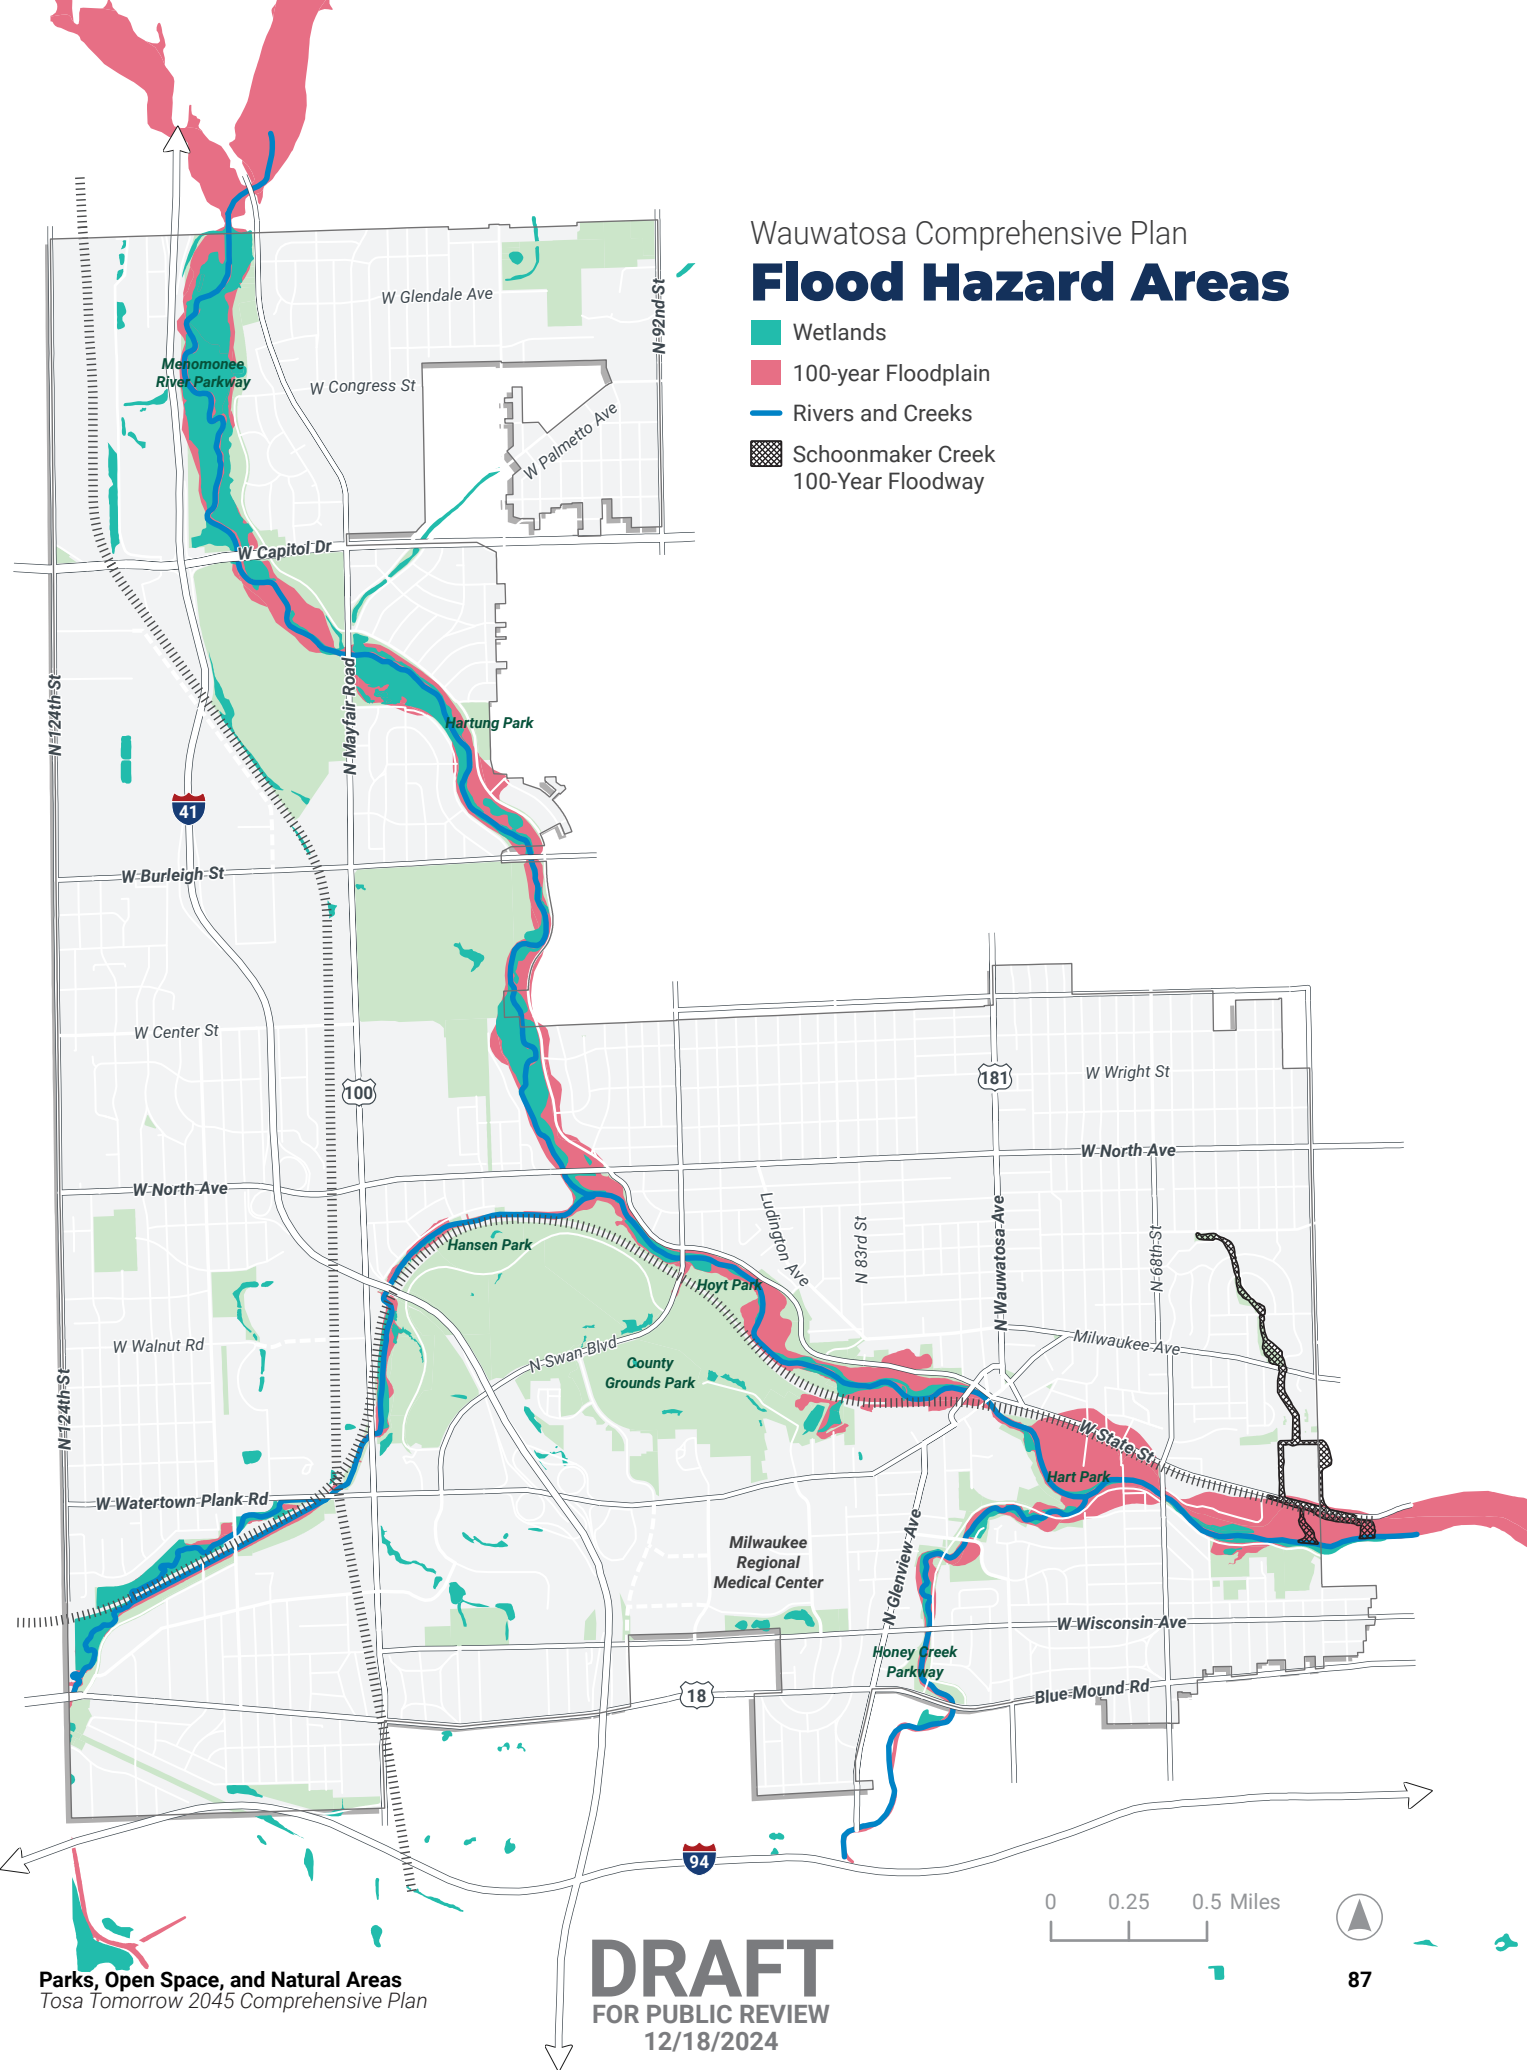 Wauwatosa Comprehensive Plan
Flood Hazard Areas
Wetlands
100-year Floodplain
Rivers and Creeks
Schoonmaker Creek
100-Year Floodway
W Glendale Ave
N 92nd St
Menomonee
River Parkway
W Congress St
W Palmetto Ave
W Capitol Dr
N 124th St
N Mayfair Road
Hartung Park
41
W Burleigh St
W Center St
100
181
W Wright St
W North Ave
W North Ave
Ludington Ave
N 83rd St
N Wauwatosa Ave
N 68th St
Hansen Park
Hoyt Park
W Walnut Rd
N Swan Blvd
County
Grounds Park
Milwaukee Ave
N 124th St
W State St
Hart Park
W Watertown Plank Rd
Milwaukee
Regional
Medical Center
N Glenview Ave
W Wisconsin Ave
Honey Creek
Parkway
18
Blue Mound Rd
94
0 0.25 0.5 Miles
Parks, Open Space, and Natural Areas
Tosa Tomorrow 2045 Comprehensive Plan
DRAFT
FOR PUBLIC REVIEW
12/18/2024
87